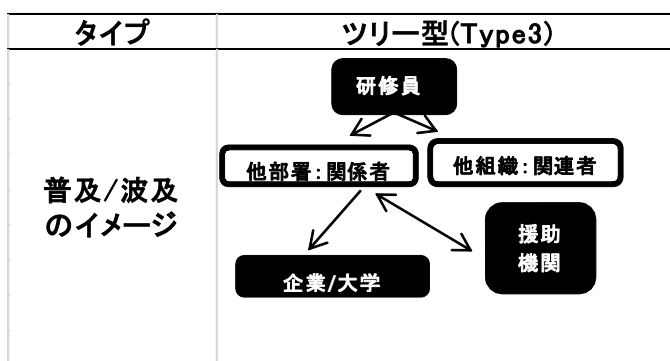 タイプ
ツリー型(Type3)
研修員
他部署:関係者
他組織:関連者
普及/波及
のイメージ
援助
機関
企業/大学